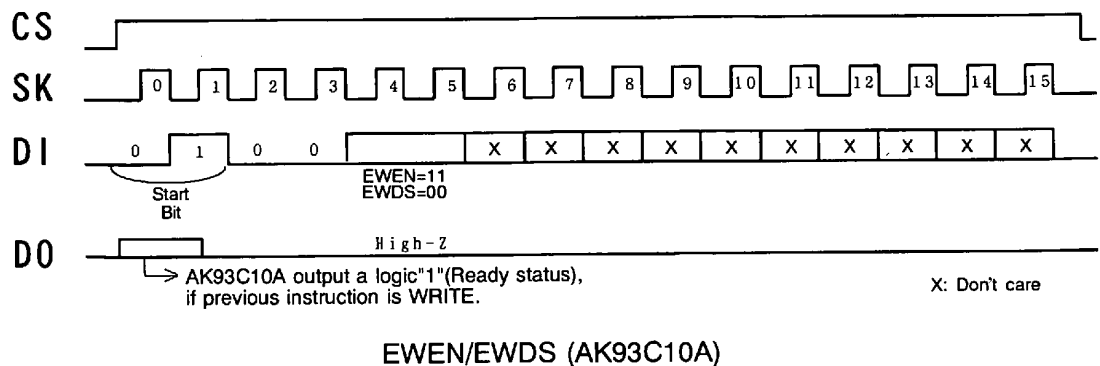 CS
SK 0 1 2 3 4 5 6 7 8 9 10 11 12 13 14 15
DI 0 1 0 0 X X X X X X X X X X
EWEN=11
EWDS=00
Start
Bit
DO High-Z
AK93C10A output a logic"1"(Ready status),
if previous instruction is WRITE.
X: Don't care
EWEN/EWDS (AK93C10A)